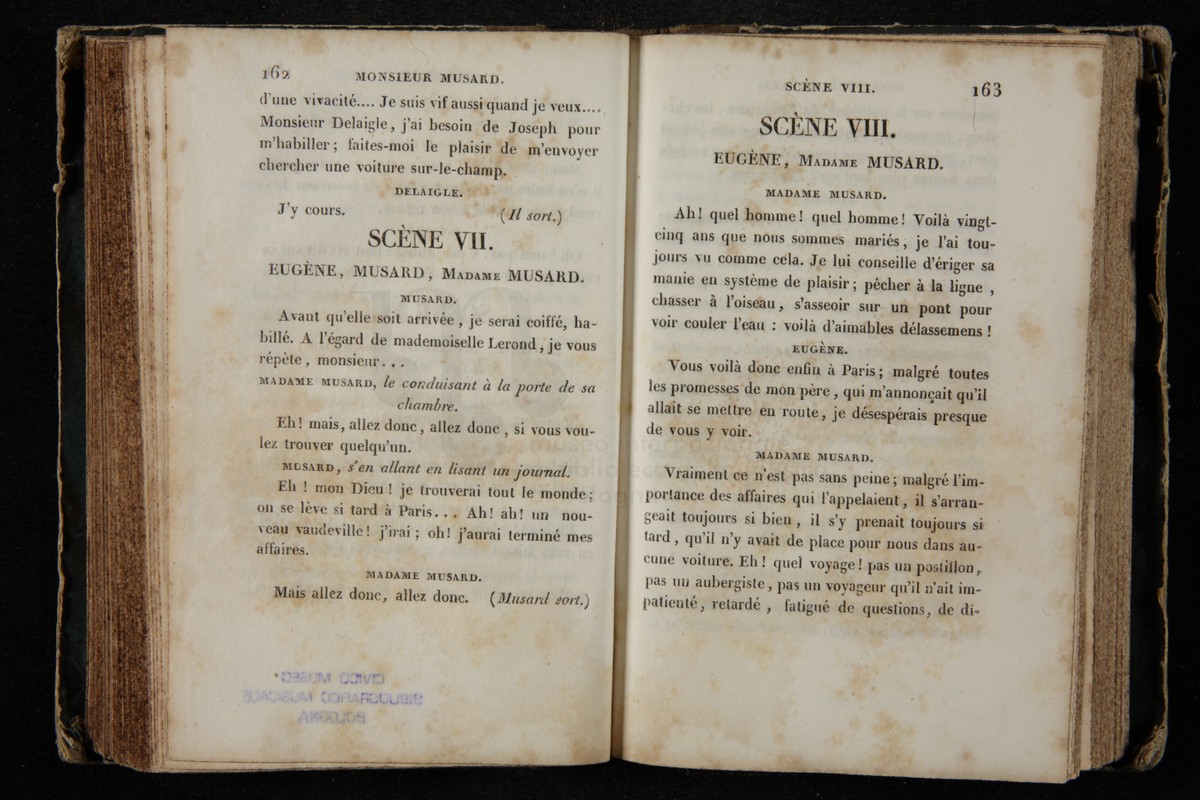 162 MONSIEUR MUSARD.
d'une vivacité.... Je suis vif aussi quand je veux....
Monsieur Delaigle, j'ai besoin de Joseph pour
m'habiller ; faites-moi le plaisir de m'envoyer
chercher une voiture sur-le-champ.
DELAIGLE.
J'y cours. (Il sort.)
SCÈNE VII.
EUGÈNE, MUSARD, MADAME MUSARD.
MUSARD.
Avant qu'elle soit arrivée, je serai coiffé, ha-
billé. A l'égard de mademoiselle Lerond, je vous
répète, monsieur...
MADAME MUSARD, le conduisant à la porte de sa
chambre.
Eh! mais, allez donc, allez donc, si vous vou-
lez trouver quelqu'un.
MUSARD, s'en allant en lisant un journal.
Eh ! mon Dieu ! je trouverai tout le monde ;
on se lève si tard à Paris... Ah! ah! un nou-
veau vaudeville! j'irai ; oh! j'aurai terminé mes
affaires.
MADAME MUSARD.
Mais allez donc, allez donc. (Musard sort.)
CIVICO MUSEO
BIBLIOGRAFICO MUSICALE
BOLOGNA
SCÈNE VIII. 163
SCÈNE VIII.
EUGÈNE, MADAME MUSARD.
MADAME MUSARD.
Ah! quel homme! quel homme! Voilà vingt-
cinq ans que nous sommes mariés, je l'ai tou-
jours vu comme cela. Je lui conseille d'ériger sa
manie en système de plaisir ; pécher à la ligne ,
chasser à l'oiseau, s'asseoir sur un pont pour
voir couler l'eau : voilà d'aimables délassemens !
EUGÈNE.
Vous voilà donc enfin à Paris ; malgré toutes
les promesses de mon père, qui m'annonçait qu'il
allait se mettre en route, je désespérais presque
de vous y voir.
MADAME MUSARD.
Vraiment ce n'est pas sans peine ; malgré l'im-
portance des affaires qui l'appelaient, il s'arran-
geait toujours si bien, il s'y prenait toujours si
tard, qu'il n'y avait de place pour nous dans au-
cune voiture. Eh ! quel voyage ! pas un postillon,
pas un aubergiste, pas un voyageur qu'il n'ait im-
patienté, retardé , fatigué de questions, de di-